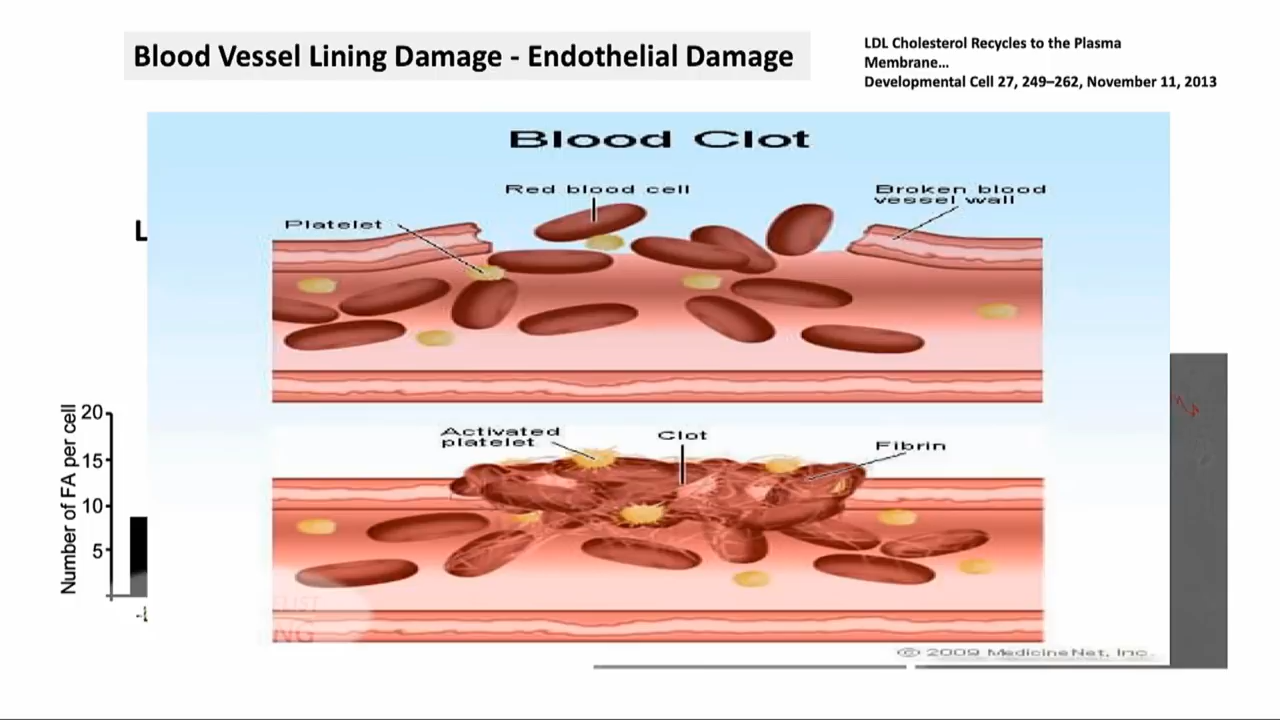 Blood Vessel Lining Damage - Endothelial Damage
LDL Cholesterol Recycles to the Plasma
Membrane...
Developmental Cell 27, 249–262, November 11, 2013
Blood Clot
Red blood cell
Broken blood
vessel wall
Platelet
L
Activated
platelet
Clot
Fibrin
Number of FA per cell
20
15
10
5
© 2009 MedicineNet, Inc.